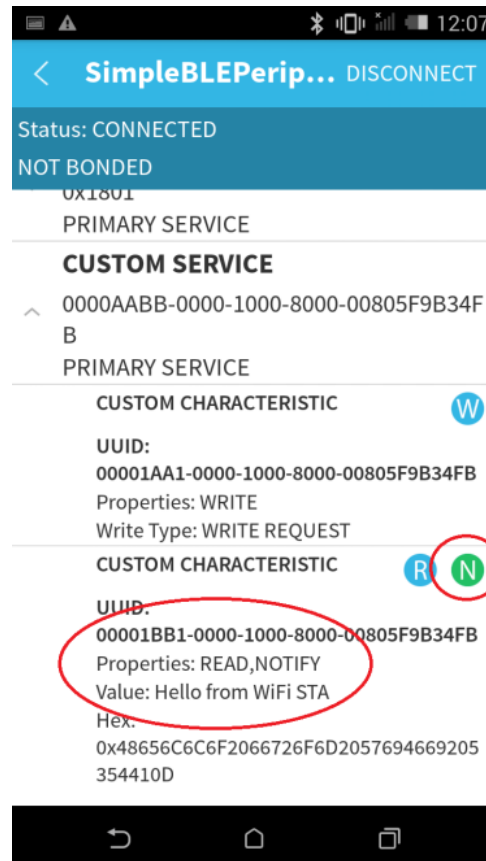 12:07
SimpleBLEPerip... DISCONNECT
Status: CONNECTED
NOT BONDED
0x1801
PRIMARY SERVICE
CUSTOM SERVICE
0000AABB-0000-1000-8000-00805F9B34F
B
PRIMARY SERVICE
CUSTOM CHARACTERISTIC W
UUID:
00001AA1-0000-1000-8000-00805F9B34FB
Properties: WRITE
Write Type: WRITE REQUEST
CUSTOM CHARACTERISTIC R N
UUID:
00001BB1-0000-1000-8000-00805F9B34FB
Properties: READ,NOTIFY
Value: Hello from WiFi STA
Hex:
0x48656C6C6F2066726F6D2057694669205
354410D